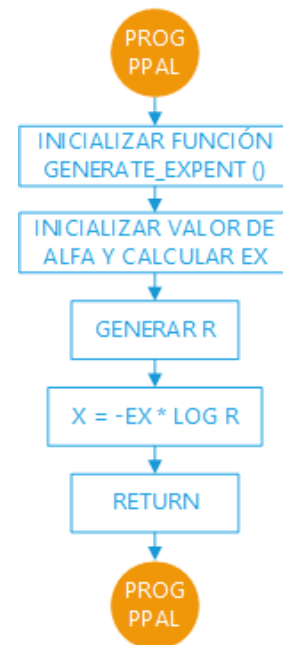 PROG
PPAL
INICIALIZAR FUNCIÓN
GENERATE_EXPENT ()
INICIALIZAR VALOR DE
ALFA Y CALCULAR EX
GENERAR R
X = -EX * LOG R
RETURN
PROG
PPAL